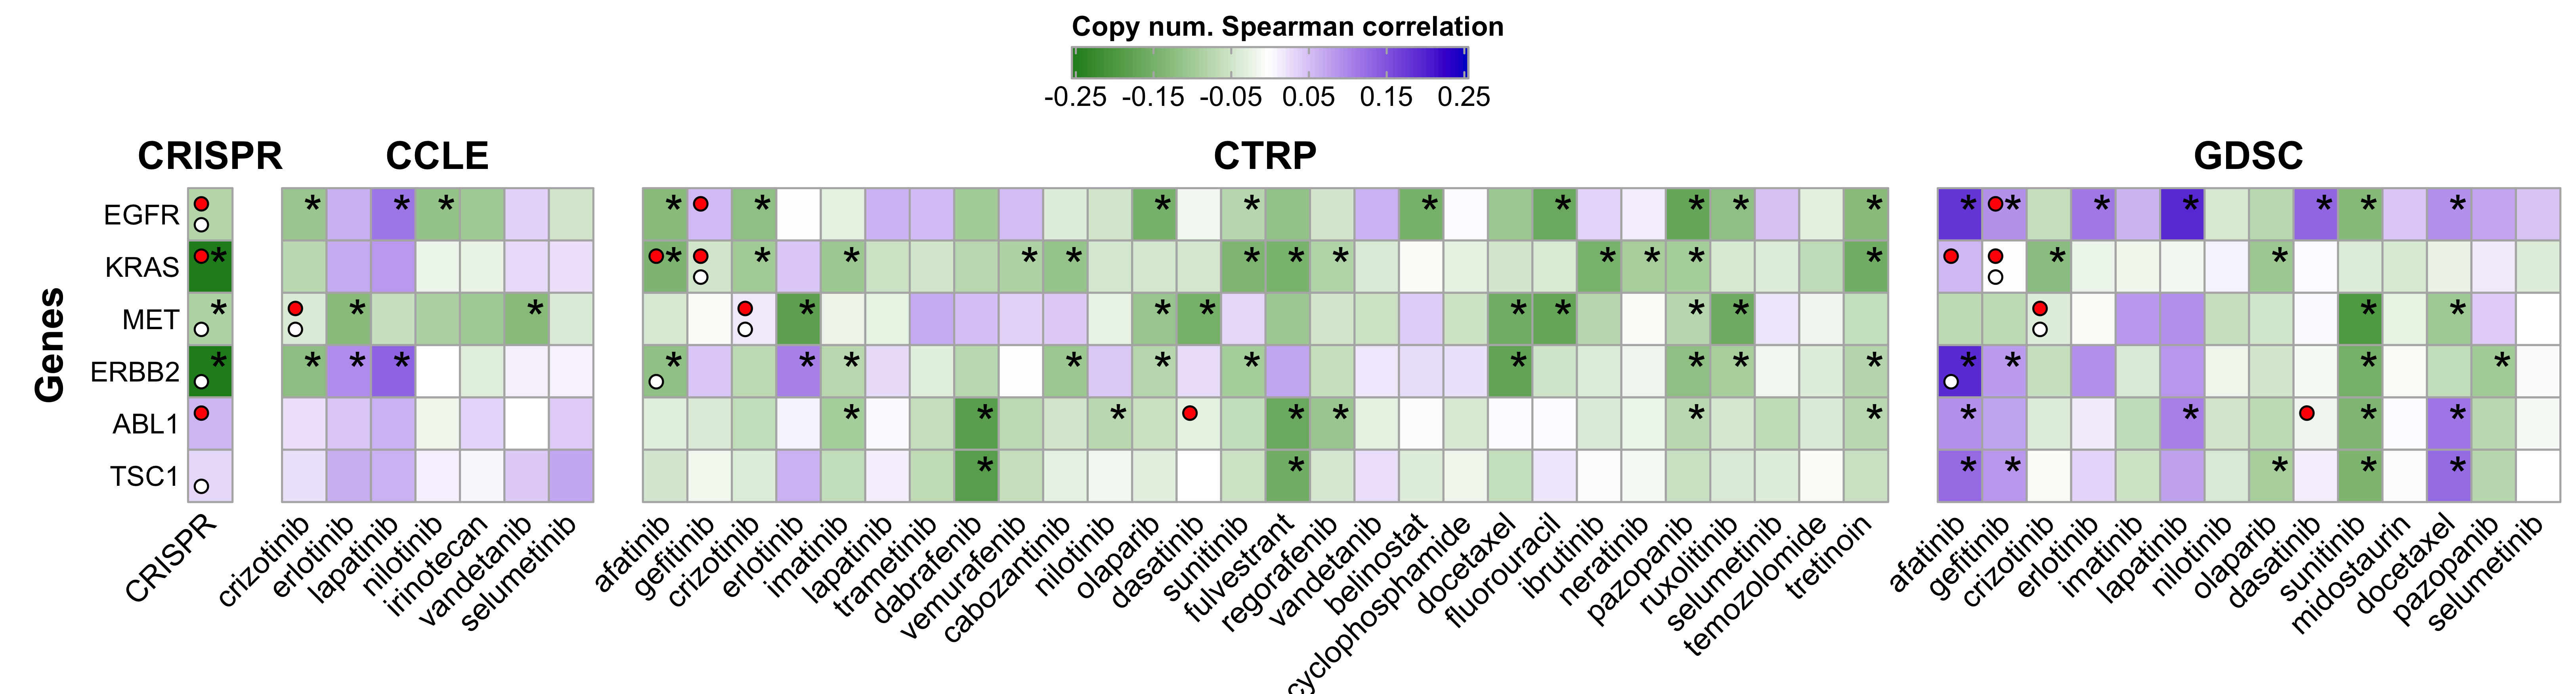 Copy num. Spearman correlation
-0.25 -0.15 -0.05 0.05 0.15 0.25
CRISPR CCLE CTRP GDSC
Genes
EGFR
KRAS
MET
ERBB2
ABL1
TSC1
CRISPR
crizotinib
erlotinib
lapatinib
nilotinib
irinotecan
vandetanib
selumetinib
afatinib
gefitinib
crizotinib
erlotinib
imatinib
lapatinib
trametinib
dabrafenib
vemurafenib
cabozantinib
nilotinib
olaparib
dasatinib
sunitinib
fulvestrant
regorafenib
vandetanib
belinostat
cyclophosphamide
docetaxel
fluorouracil
ibrutinib
neratinib
pazopanib
ruxolitinib
selumetinib
temozolomide
tretinoin
afatinib
gefitinib
crizotinib
erlotinib
imatinib
lapatinib
nilotinib
olaparib
dasatinib
sunitinib
midostaurin
docetaxel
pazopanib
selumetinib